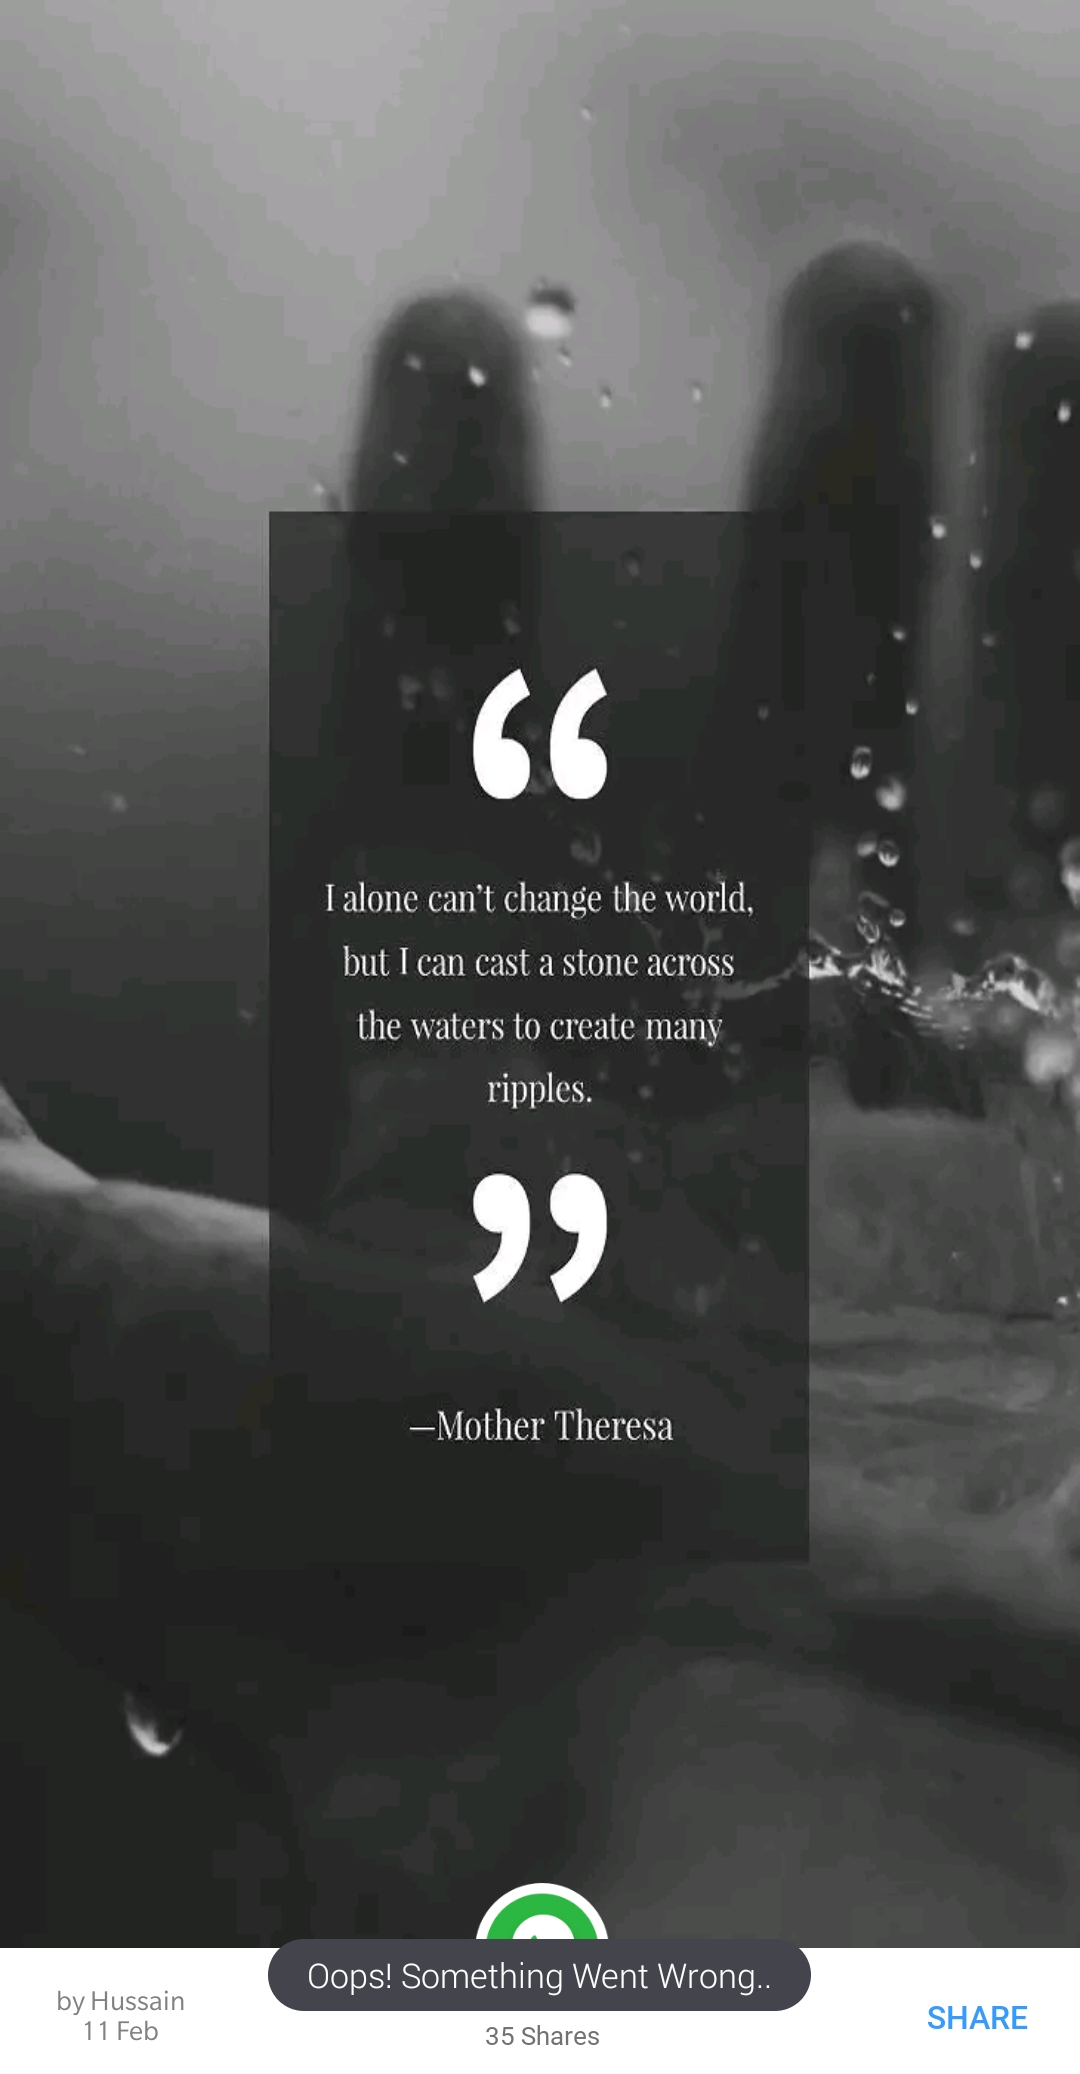 “
I alone can’t change the world,
but I can cast a stone across
the waters to create many
ripples.
”
—Mother Theresa
Oops! Something Went Wrong..
by Hussain
11 Feb
35 Shares
SHARE